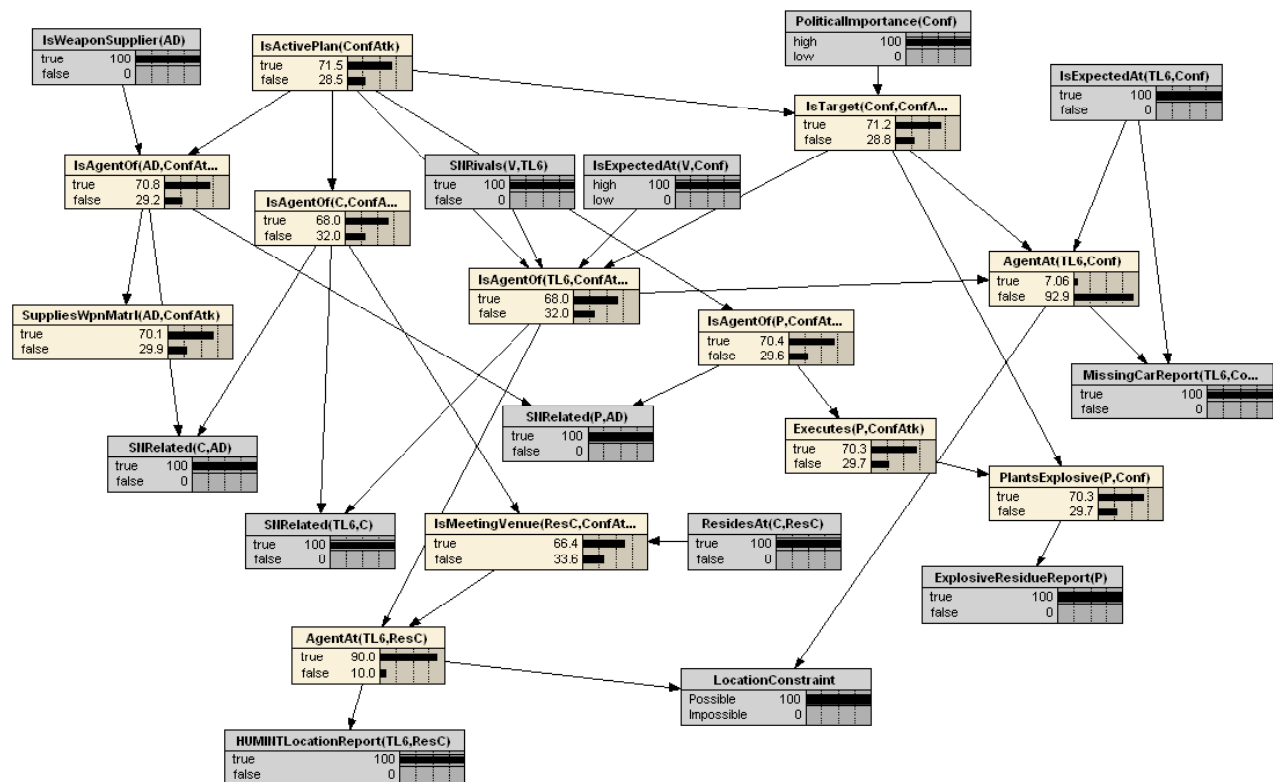 IsWeaponSupplier(AD)
true 100
false 0
IsActivePlan(ConfAtk)
true 71.5
false 28.5
PoliticalImportance(Conf)
high 100
low 0
IsExpectedAt(TL6,Conf)
true 100
false 0
IsTarget(Conf,ConfA...
true 71.2
false 28.8
IsAgentOf(AD,ConfAt...
true 70.8
false 29.2
IsAgentOf(C,ConfA...
true 68.0
false 32.0
SNRivals(V,TL6)
true 100
false 0
IsExpectedAt(V,Conf)
high 100
low 0
IsAgentOf(TL6,ConfAt...
true 68.0
false 32.0
AgentAt(TL6,Conf)
true 7.06
false 92.9
SuppliesWpnMatrl(AD,ConfAtk)
true 70.1
false 29.9
IsAgentOf(P,ConfAt...
true 70.4
false 29.6
MissingCarReport(TL6,Co...
true 100
false 0
SNRelated(C,AD)
true 100
false 0
SNRelated(P,AD)
true 100
false 0
Executes(P,ConfAtk)
true 70.3
false 29.7
PlantsExplosive(P,Conf)
true 70.3
false 29.7
SNRelated(TL6,C)
true 100
false 0
IsMeetingVenue(ResC,ConfAt...
true 66.4
false 33.6
ResidesAt(C,ResC)
true 100
false 0
ExplosiveResidueReport(P)
true 100
false 0
AgentAt(TL6,ResC)
true 90.0
false 10.0
LocationConstraint
Possible 100
Impossible 0
HUMINTLocationReport(TL6,ResC)
true 100
false 0